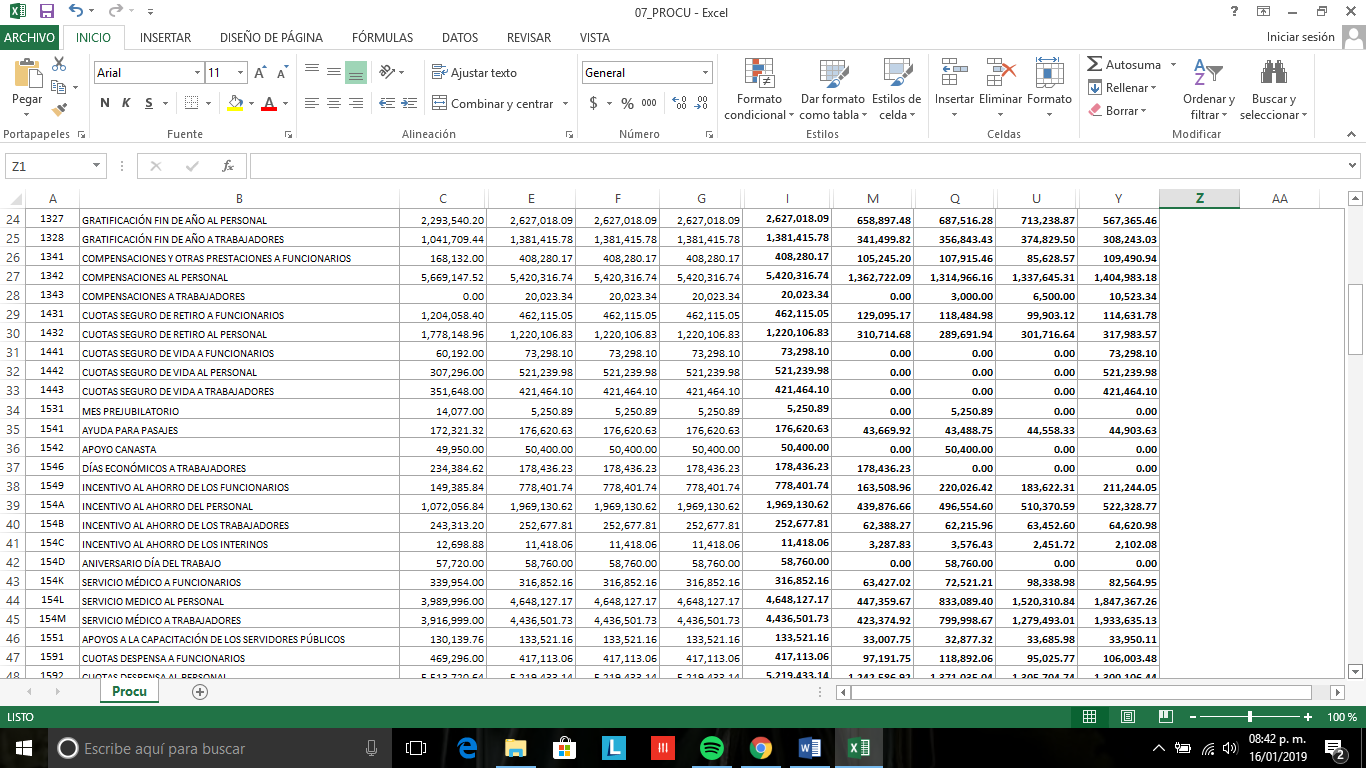 07_PROCU - Excel
ARCHIVO INICIO INSERTAR DISEÑO DE PÁGINA FÓRMULAS DATOS REVISAR VISTA Iniciar sesión
Arial 11 Ajustar texto General Autosuma
Pegar N K S Combinar y centrar $ % 000 Formato condicional Dar formato como tabla Estilos de celda Insertar Eliminar Formato Rellenar Borrar Ordenar y filtrar Buscar y seleccionar
Portapapeles Fuente Alineación Número Estilos Celdas Modificar
Z1 fx
A B C E F G I M Q U Y Z AA
24 1327 GRATIFICACIÓN FIN DE AÑO AL PERSONAL 2,293,540.20 2,627,018.09 2,627,018.09 2,627,018.09 2,627,018.09 658,897.48 687,516.28 713,238.87 567,365.46
25 1328 GRATIFICACIÓN FIN DE AÑO A TRABAJADORES 1,041,709.44 1,381,415.78 1,381,415.78 1,381,415.78 1,381,415.78 341,499.82 356,843.43 374,829.50 308,243.03
26 1341 COMPENSACIONES Y OTRAS PRESTACIONES A FUNCIONARIOS 168,132.00 408,280.17 408,280.17 408,280.17 408,280.17 105,245.20 107,915.46 85,628.57 109,490.94
27 1342 COMPENSACIONES AL PERSONAL 5,669,147.52 5,420,316.74 5,420,316.74 5,420,316.74 5,420,316.74 1,362,722.09 1,314,966.16 1,337,645.31 1,404,983.18
28 1343 COMPENSACIONES A TRABAJADORES 0.00 20,023.34 20,023.34 20,023.34 20,023.34 0.00 3,000.00 6,500.00 10,523.34
29 1431 CUOTAS SEGURO DE RETIRO A FUNCIONARIOS 1,204,058.40 462,115.05 462,115.05 462,115.05 462,115.05 129,095.17 118,484.98 99,903.12 114,631.78
30 1432 CUOTAS SEGURO DE RETIRO AL PERSONAL 1,778,148.96 1,220,106.83 1,220,106.83 1,220,106.83 1,220,106.83 310,714.68 289,691.94 301,716.64 317,983.57
31 1441 CUOTAS SEGURO DE VIDA A FUNCIONARIOS 60,192.00 73,298.10 73,298.10 73,298.10 73,298.10 0.00 0.00 0.00 73,298.10
32 1442 CUOTAS SEGURO DE VIDA AL PERSONAL 307,296.00 521,239.98 521,239.98 521,239.98 521,239.98 0.00 0.00 0.00 521,239.98
33 1443 CUOTAS SEGURO DE VIDA A TRABAJADORES 351,648.00 421,464.10 421,464.10 421,464.10 421,464.10 0.00 0.00 0.00 421,464.10
34 1531 MES PREJUBILATORIO 14,077.00 5,250.89 5,250.89 5,250.89 5,250.89 0.00 5,250.89 0.00 0.00
35 1541 AYUDA PARA PASAJES 172,321.32 176,620.63 176,620.63 176,620.63 176,620.63 43,669.92 43,488.75 44,558.33 44,903.63
36 1542 APOYO CANASTA 49,950.00 50,400.00 50,400.00 50,400.00 50,400.00 0.00 50,400.00 0.00 0.00
37 1546 DÍAS ECONÓMICOS A TRABAJADORES 234,384.62 178,436.23 178,436.23 178,436.23 178,436.23 178,436.23 0.00 0.00 0.00
38 1549 INCENTIVO AL AHORRO DE LOS FUNCIONARIOS 149,385.84 778,401.74 778,401.74 778,401.74 778,401.74 163,508.96 220,026.42 183,622.31 211,244.05
39 154A INCENTIVO AL AHORRO DEL PERSONAL 1,072,056.84 1,969,130.62 1,969,130.62 1,969,130.62 1,969,130.62 439,876.66 496,554.60 510,370.59 522,328.77
40 154B INCENTIVO AL AHORRO DE LOS TRABAJADORES 243,313.20 252,677.81 252,677.81 252,677.81 252,677.81 62,388.27 62,215.96 63,452.60 64,620.98
41 154C INCENTIVO AL AHORRO DE LOS INTERINOS 12,698.88 11,418.06 11,418.06 11,418.06 11,418.06 3,287.83 3,576.43 2,451.72 2,102.08
42 154D ANIVERSARIO DÍA DEL TRABAJO 57,720.00 58,760.00 58,760.00 58,760.00 58,760.00 0.00 58,760.00 0.00 0.00
43 154K SERVICIO MÉDICO A FUNCIONARIOS 339,954.00 316,852.16 316,852.16 316,852.16 316,852.16 63,427.02 72,521.21 98,338.98 82,564.95
44 154L SERVICIO MEDICO AL PERSONAL 3,989,996.00 4,648,127.17 4,648,127.17 4,648,127.17 4,648,127.17 447,359.67 833,089.40 1,520,310.84 1,847,367.26
45 154M SERVICIO MÉDICO A TRABAJADORES 3,916,999.00 4,436,501.73 4,436,501.73 4,436,501.73 4,436,501.73 423,374.92 799,998.67 1,279,493.01 1,933,635.13
46 1551 APOYOS A LA CAPACITACIÓN DE LOS SERVIDORES PÚBLICOS 130,139.76 133,521.16 133,521.16 133,521.16 133,521.16 33,007.75 32,877.32 33,685.98 33,950.11
47 1591 CUOTAS DESPENSA A FUNCIONARIOS 469,296.00 417,113.06 417,113.06 417,113.06 417,113.06 97,191.75 118,892.06 95,025.77 106,003.48
48 1592 CUOTAS DESPENSA AL PERSONAL 5,219,433.14
Procu
LISTO 100 %
Escribe aquí para buscar 08:42 p. m.
16/01/2019 2